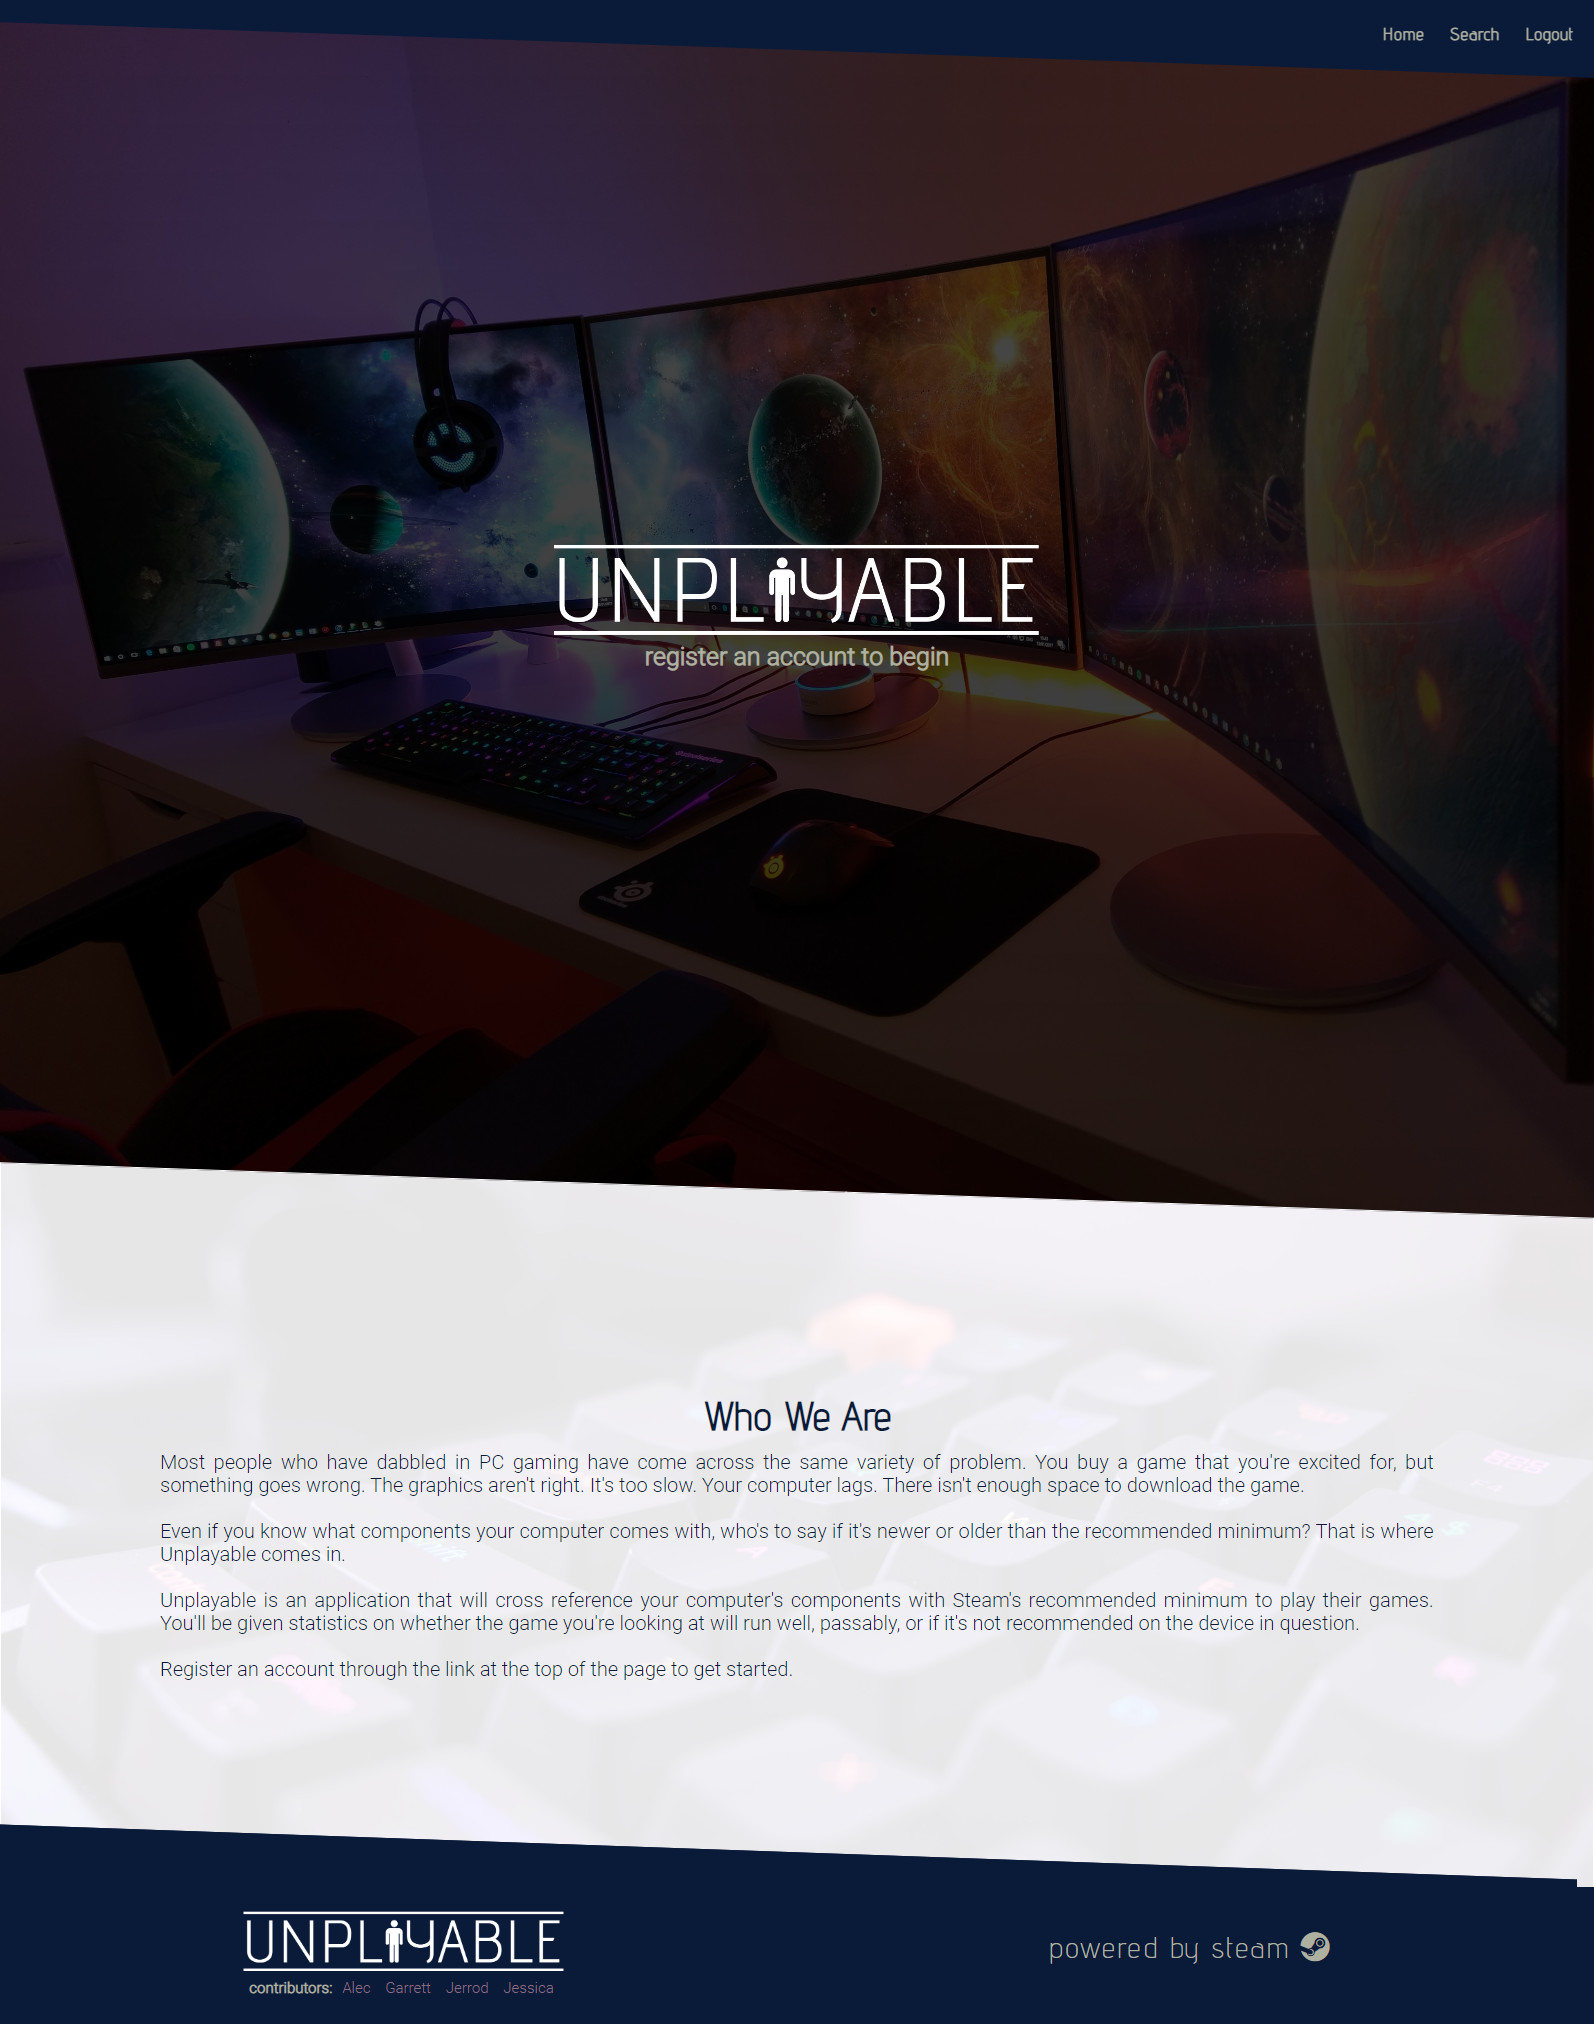 Home Search Logout
UNPLAYABLE
register an account to begin
Who We Are
Most people who have dabbled in PC gaming have come across the same variety of problem. You buy a game that you're excited for, but
something goes wrong. The graphics aren't right. It's too slow. Your computer lags. There isn't enough space to download the game.
Even if you know what components your computer comes with, who's to say if it's newer or older than the recommended minimum? That is where
Unplayable comes in.
Unplayable is an application that will cross reference your computer's components with Steam's recommended minimum to play their games.
You'll be given statistics on whether the game you're looking at will run well, passably, or if it's not recommended on the device in question.
Register an account through the link at the top of the page to get started.
UNPLAYABLE
contributors: Alec Garrett Jerrod Jessica
powered by steam